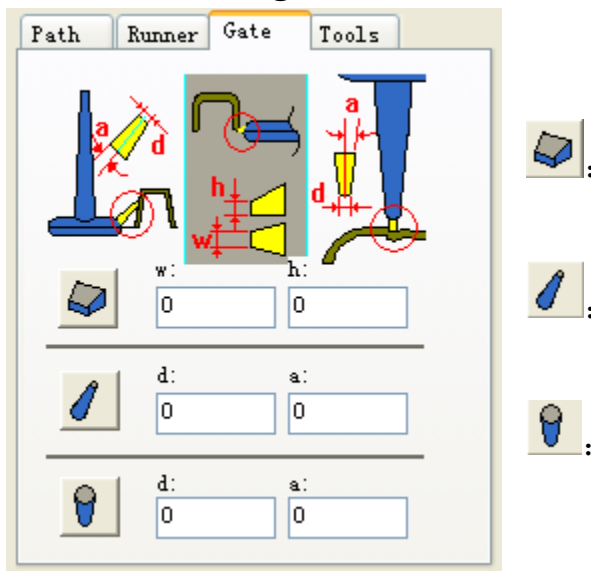 Path Runner Gate Tools
a d
h
w
a
d
w: h:
0 0
:
d: a:
0 0
:
d: a:
0 0
: